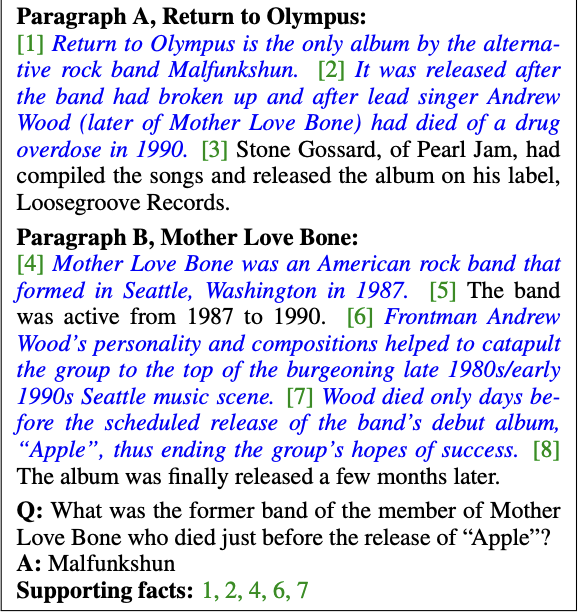 Paragraph A, Return to Olympus:
[1] Return to Olympus is the only album by the alterna-
tive rock band Malfunkshun. [2] It was released after
the band had broken up and after lead singer Andrew
Wood (later of Mother Love Bone) had died of a drug
overdose in 1990. [3] Stone Gossard, of Pearl Jam, had
compiled the songs and released the album on his label,
Loosegroove Records.
Paragraph B, Mother Love Bone:
[4] Mother Love Bone was an American rock band that
formed in Seattle, Washington in 1987. [5] The band
was active from 1987 to 1990. [6] Frontman Andrew
Wood’s personality and compositions helped to catapult
the group to the top of the burgeoning late 1980s/early
1990s Seattle music scene. [7] Wood died only days be-
fore the scheduled release of the band’s debut album,
“Apple”, thus ending the group’s hopes of success. [8]
The album was finally released a few months later.
Q: What was the former band of the member of Mother
Love Bone who died just before the release of “Apple”?
A: Malfunkshun
Supporting facts: 1, 2, 4, 6, 7